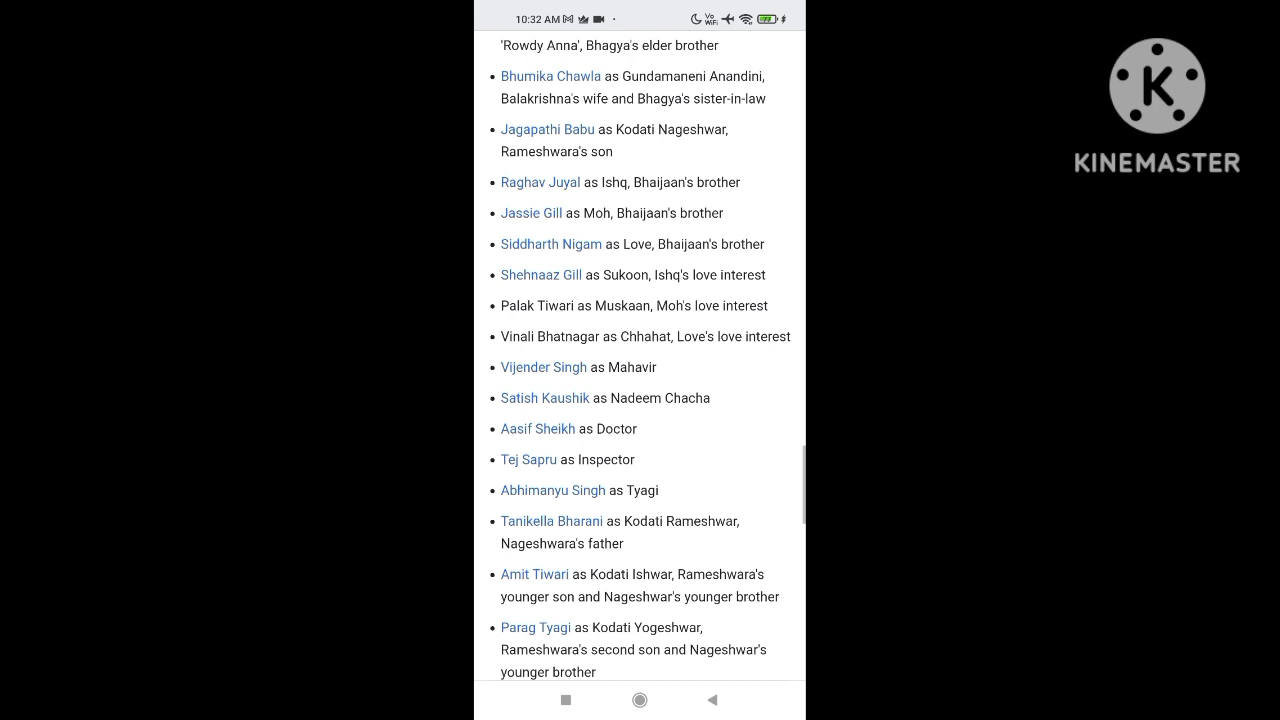 10:32 AM
Vo
WiFi
'Rowdy Anna', Bhagya's elder brother
• Bhumika Chawla as Gundamaneni Anandini,
Balakrishna's wife and Bhagya's sister-in-law
• Jagapathi Babu as Kodati Nageshwar,
Rameshwara's son
• Raghav Juyal as Ishq, Bhaijaan's brother
• Jassie Gill as Moh, Bhaijaan's brother
• Siddharth Nigam as Love, Bhaijaan's brother
• Shehnaaz Gill as Sukoon, Ishq's love interest
• Palak Tiwari as Muskaan, Moh's love interest
• Vinali Bhatnagar as Chhahat, Love's love interest
• Vijender Singh as Mahavir
• Satish Kaushik as Nadeem Chacha
• Aasif Sheikh as Doctor
• Tej Sapru as Inspector
• Abhimanyu Singh as Tyagi
• Tanikella Bharani as Kodati Rameshwar,
Nageshwara's father
• Amit Tiwari as Kodati Ishwar, Rameshwara's
younger son and Nageshwar's younger brother
• Parag Tyagi as Kodati Yogeshwar,
Rameshwara's second son and Nageshwar's
younger brother
K
KINEMASTER